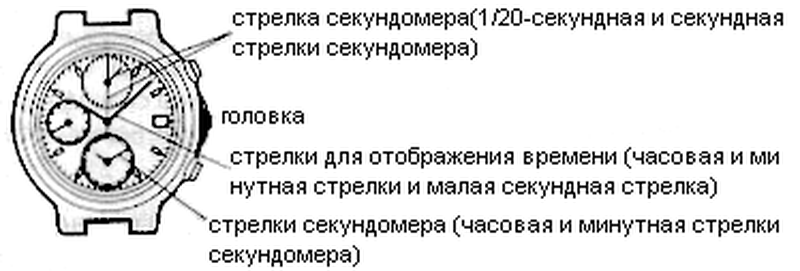 стрелка секундомера(1/20-секундная и секундная
стрелки секундомера)
головка
стрелки для отображения времени (часовая и ми
нутная стрелки и малая секундная стрелка)
стрелки секундомера (часовая и минутная стрелки
секундомера)